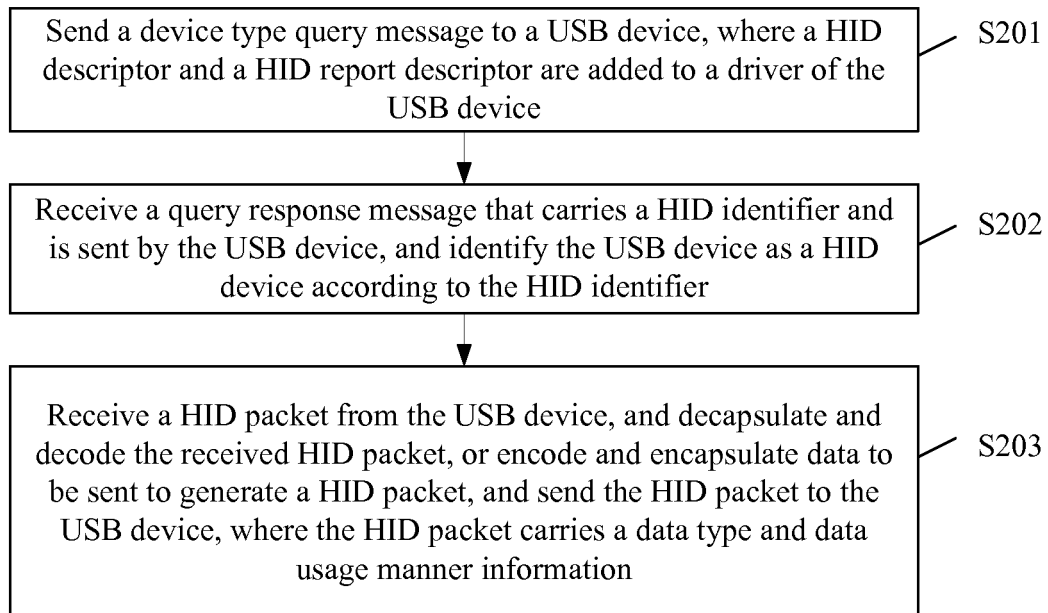 Send a device type query message to a USB device, where a HID
descriptor and a HID report descriptor are added to a driver of the
USB device
S201
Receive a query response message that carries a HID identifier and
is sent by the USB device, and identify the USB device as a HID
device according to the HID identifier
S202
Receive a HID packet from the USB device, and decapsulate and
decode the received HID packet, or encode and encapsulate data to
be sent to generate a HID packet, and send the HID packet to the
USB device, where the HID packet carries a data type and data
usage manner information
S203